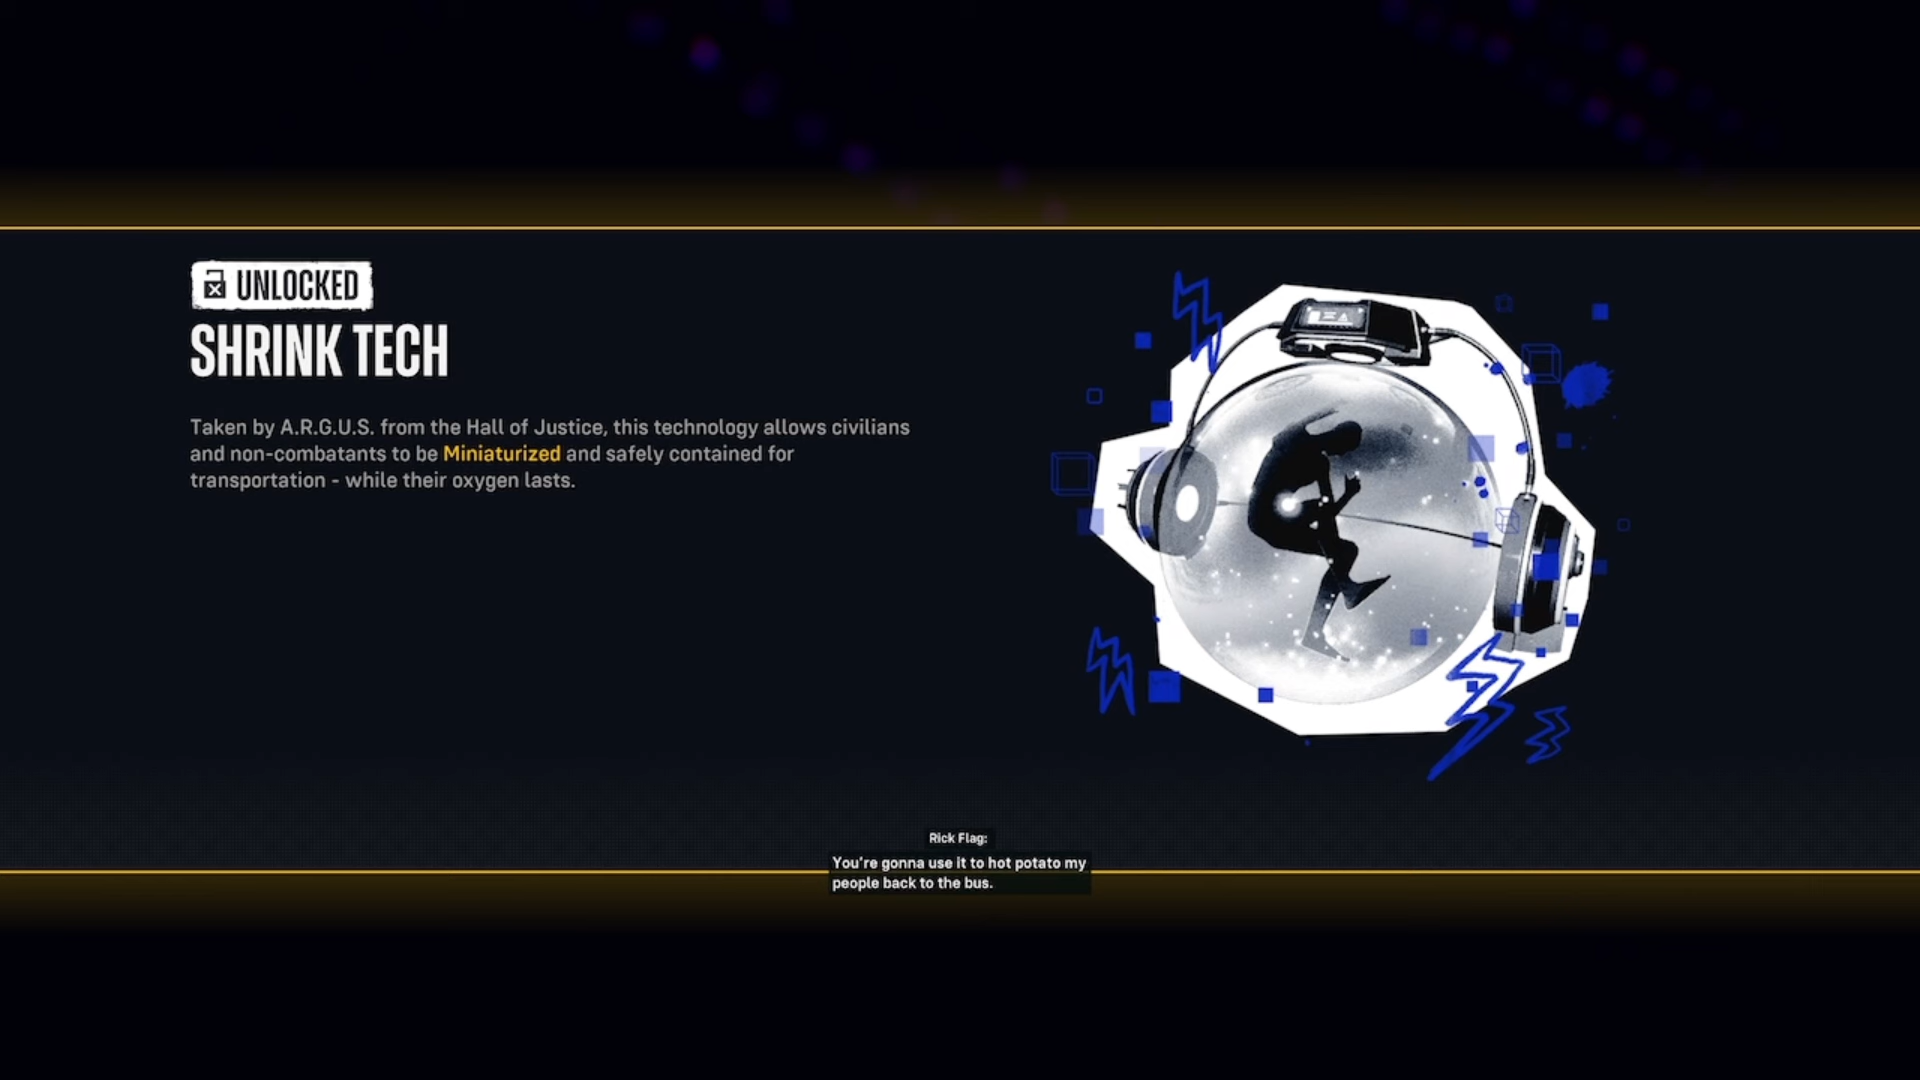 UNLOCKED
SHRINK TECH
Taken by A.R.G.U.S. from the Hall of Justice, this technology allows civilians
and non-combatants to be Miniaturized and safely contained for
transportation - while their oxygen lasts.
Rick Flag:
You're gonna use it to hot potato my
people back to the bus.